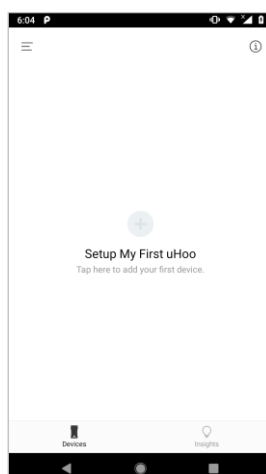 6:04
Setup My First uHoo
Tap here to add your first device.
Devices
Insights